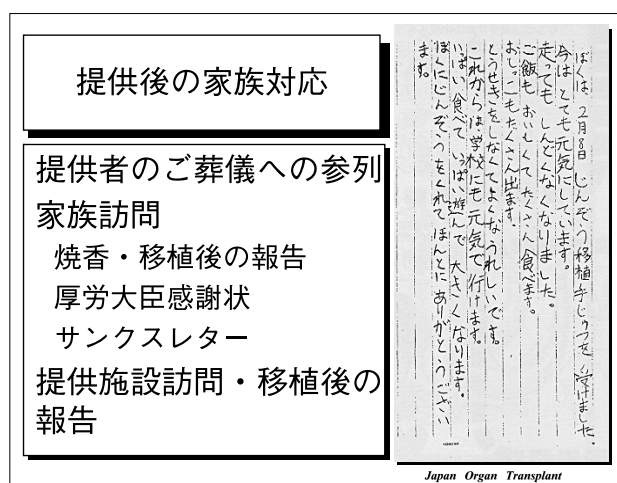 提供後の家族対応
提供者のご葬儀への参列
家族訪問
焼香・移植後の報告
厚労大臣感謝状
サンクスレター
提供施設訪問・移植後の
報告
ぼくは、2月8日 じんぞう移植手じゅつを受けました。
今は とても元気にしています。
走っても しんどくなくなりました。
ご飯も おいしくて たくさん食べます。
おしっこもたくさん出ます。
とうせきをしなくてよくなりうれしいです。
これからは学校にも元気で行けます。
いっぱい食べて いっぱい遊んで 大きくなります。
ぼくにじんぞうをくれて ほんとにありがとうござい
ます。
Japan Organ Transplant